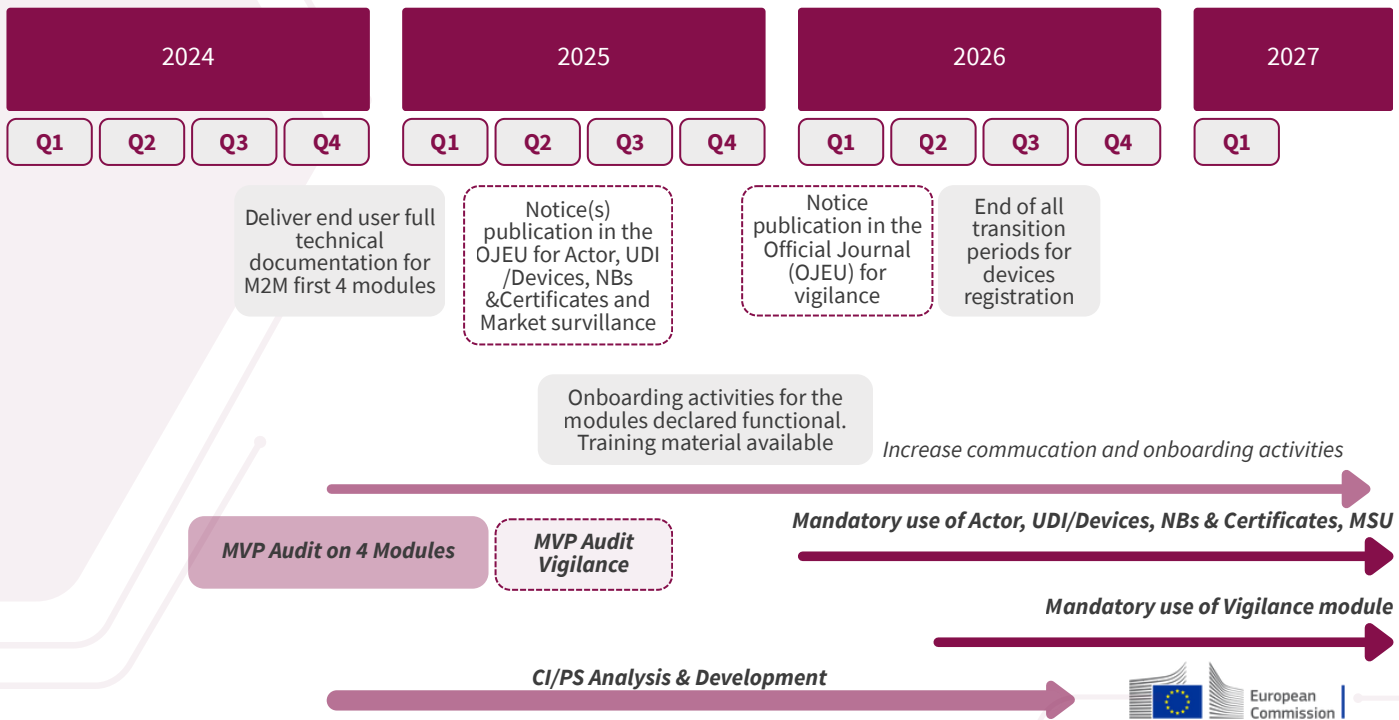 2024
2025
2026
2027
Q1
Q2
Q3
Q4
Q1
Q2
Q3
Q4
Q1
Q2
Q3
Q4
Q1
Deliver end user full
technical
documentation for
M2M first 4 modules
Notice(s)
publication in the
OJEU for Actor, UDI
/Devices, NBs
&Certificates and
Market survillance
Notice
publication in the
Official Journal
(OJEU) for
vigilance
End of all
transition
periods for
devices
registration
Onboarding activities for the
modules declared functional.
Training material available
Increase commucation and onboarding activities
MVP Audit on 4 Modules
MVP Audit
Vigilance
Mandatory use of Actor, UDI/Devices, NBs & Certificates, MSU
Mandatory use of Vigilance module
CI/PS Analysis & Development
European
Commission